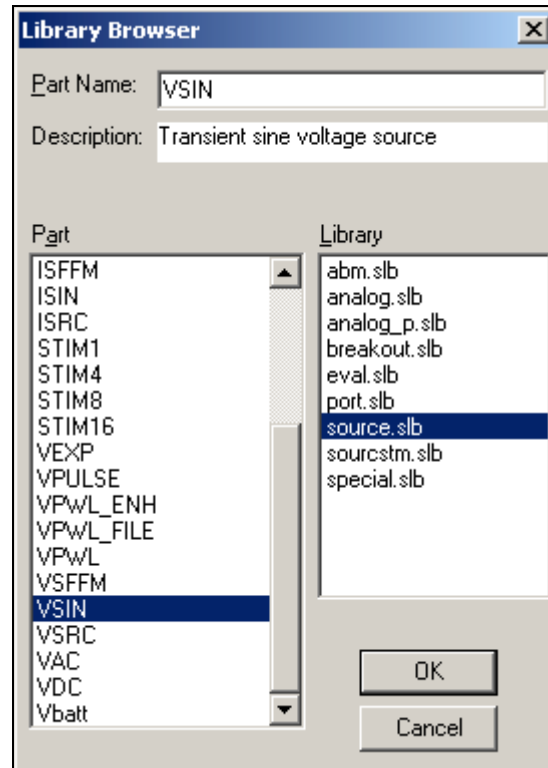 Library Browser
Part Name: VSIN
Description: Transient sine voltage source
Part
ISFFM
ISIN
ISRC
STIM1
STIM4
STIM8
STIM16
VEXP
VPULSE
VPWL_ENH
VPWL_FILE
VPWL
VSFFM
VSIN
VSRC
VAC
VDC
Vbatt
Library
abm.slb
analog.slb
analog_p.slb
breakout.slb
eval.slb
port.slb
source.slb
sourcstm.slb
special.slb
OK
Cancel